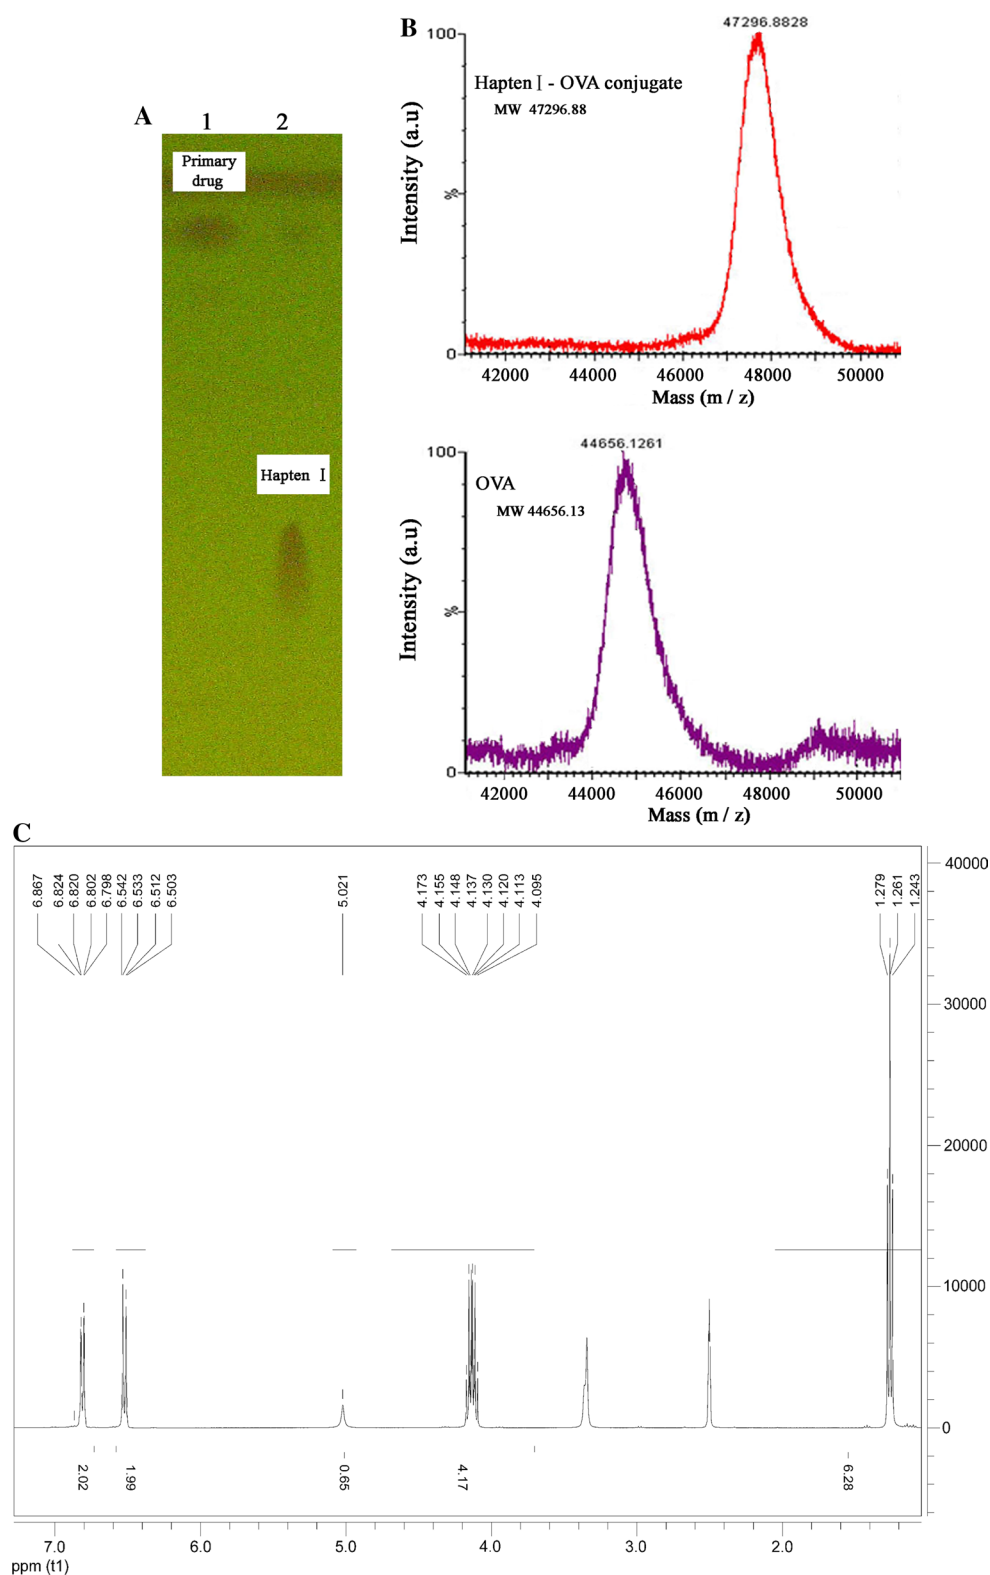 A
1 2
Primary
drug
Hapten Ⅰ
B
47296.8828
100
Hapten Ⅰ - OVA conjugate
MW 47296.88
Intensity (a.u)
%
0
42000 44000 46000 48000 50000
Mass (m / z)
44656.1261
100
OVA
MW 44656.13
Intensity (a.u)
%
0
42000 44000 46000 48000 50000
Mass (m / z)
C
6.867 6.824 6.820 6.802 6.798 6.542 6.533 6.512 6.503 5.021 4.173 4.155 4.148 4.137 4.130 4.120 4.113 4.095 1.279 1.261 1.243
40000
30000
20000
10000
0
2.02 1.99 0.65 4.17 6.28
7.0 6.0 5.0 4.0 3.0 2.0
ppm (t1)